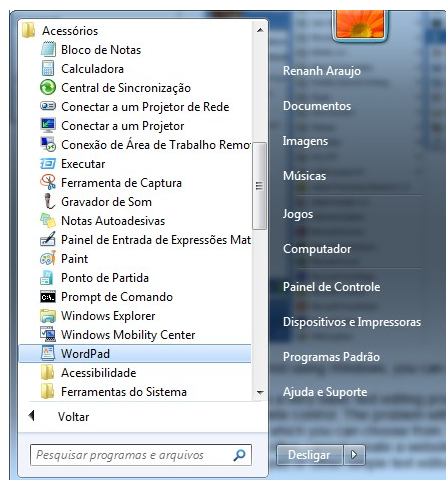 Acessórios
Bloco de Notas
Calculadora
Central de Sincronização
Conectar a um Projetor de Rede
Conectar a um Projetor
Conexão de Área de Trabalho Remo
Executar
Ferramenta de Captura
Gravador de Som
Notas Autoadesivas
Painel de Entrada de Expressões Mat
Paint
Ponto de Partida
Prompt de Comando
Windows Explorer
Windows Mobility Center
WordPad
Acessibilidade
Ferramentas do Sistema
Voltar
Pesquisar programas e arquivos
Renanh Araujo
Documentos
Imagens
Músicas
Jogos
Computador
Painel de Controle
Dispositivos e Impressoras
Programas Padrão
Ajuda e Suporte
Desligar